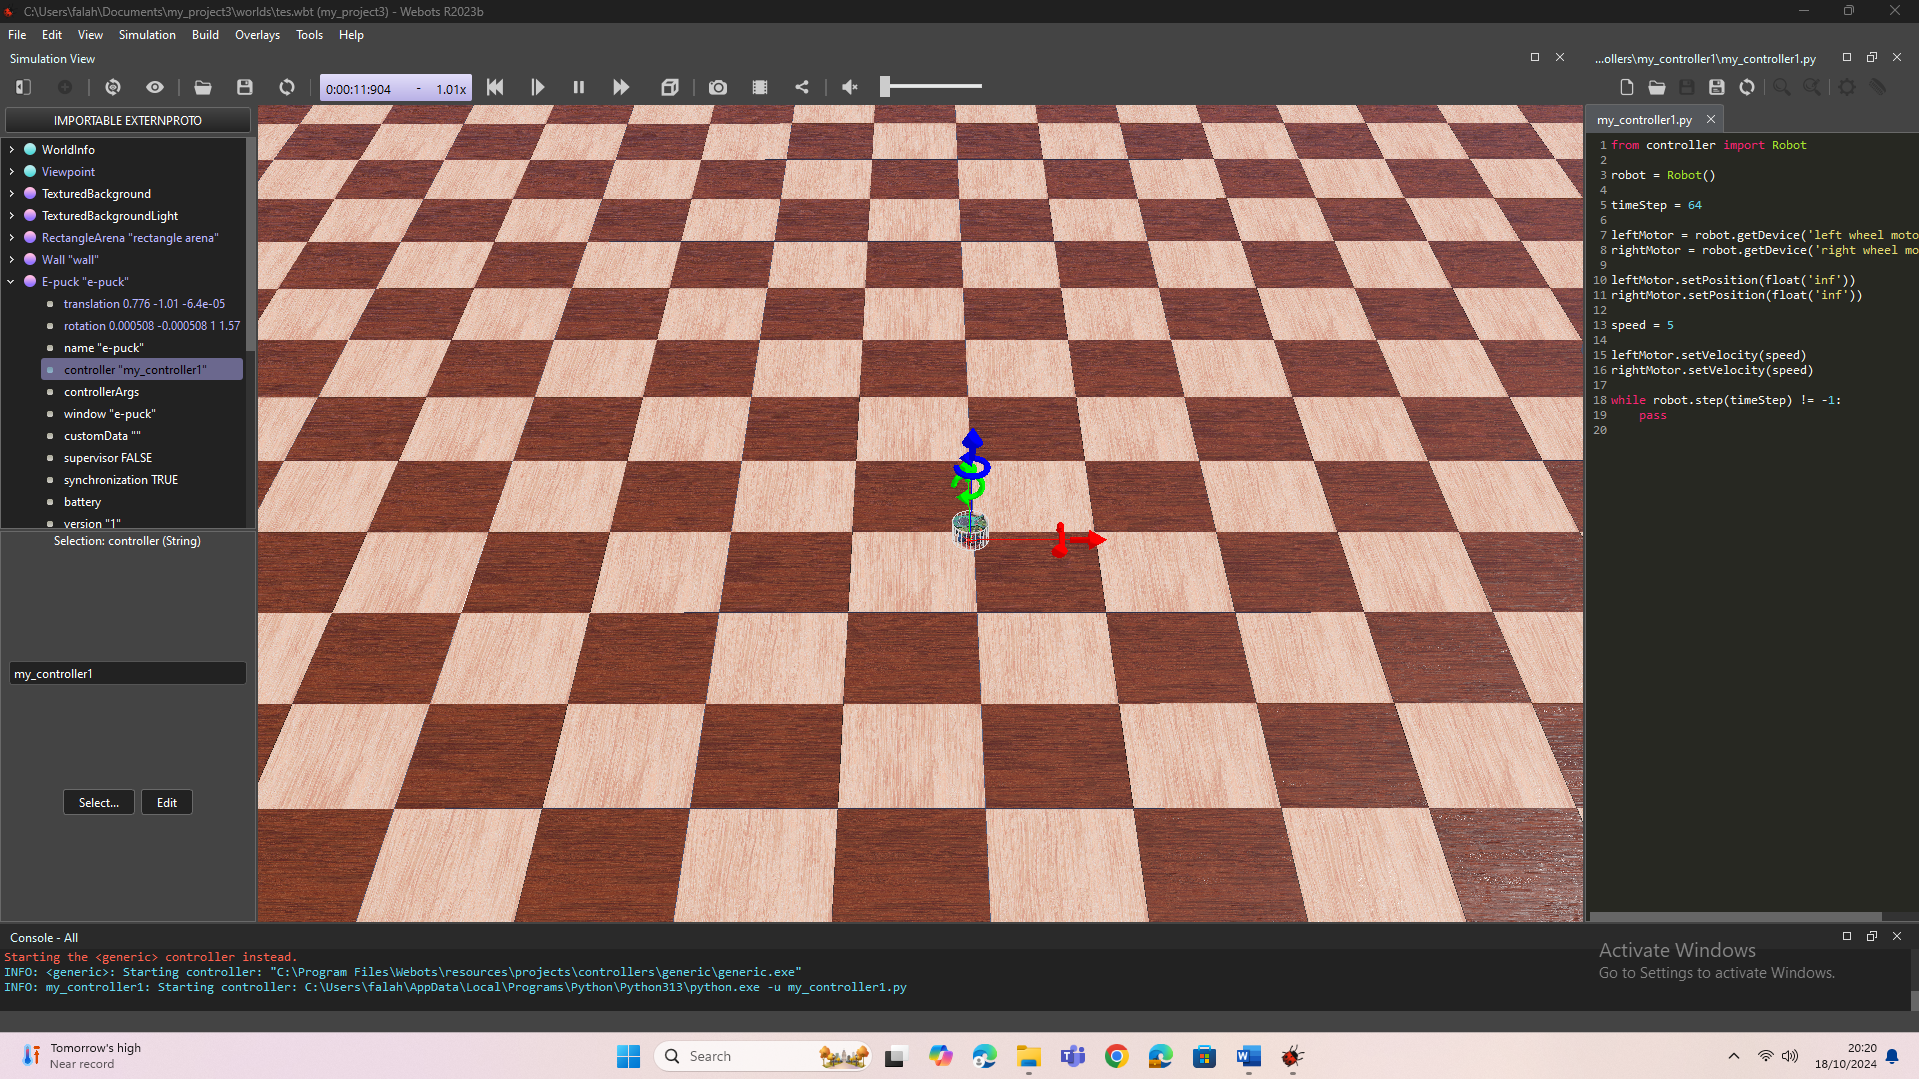 C:\Users\falah\Documents\my_project3\worlds\tes.wbt (my_project3) - Webots R2023b
File Edit View Simulation Build Overlays Tools Help
Simulation View
0:00:11:904 - 1.01x
IMPORTABLE EXTERNPROTO
WorldInfo
Viewpoint
TexturedBackground
TexturedBackgroundLight
RectangleArena "rectangle arena"
Wall "wall"
E-puck "e-puck"
translation 0.776 -1.01 -6.4e-05
rotation 0.000508 -0.000508 1 1.57
name "e-puck"
controller "my_controller1"
controllerArgs
window "e-puck"
customData ""
supervisor FALSE
synchronization TRUE
battery
version "1"
Selection: controller (String)
my_controller1
Select... Edit
...ollers\my_controller1\my_controller1.py
my_controller1.py
1 from controller import Robot
2
3 robot = Robot()
4
5 timeStep = 64
6
7 leftMotor = robot.getDevice('left wheel moto
8 rightMotor = robot.getDevice('right wheel mo
9
10 leftMotor.setPosition(float('inf'))
11 rightMotor.setPosition(float('inf'))
12
13 speed = 5
14
15 leftMotor.setVelocity(speed)
16 rightMotor.setVelocity(speed)
17
18 while robot.step(timeStep) != -1:
19 pass
20
Console - All
Starting the <generic> controller instead.
INFO: <generic>: Starting controller: "C:\Program Files\Webots\resources\projects\controllers\generic\generic.exe"
INFO: my_controller1: Starting controller: C:\Users\falah\AppData\Local\Programs\Python\Python313\python.exe -u my_controller1.py
Activate Windows
Go to Settings to activate Windows.
Tomorrow's high
Near record
Search
20:20
18/10/2024